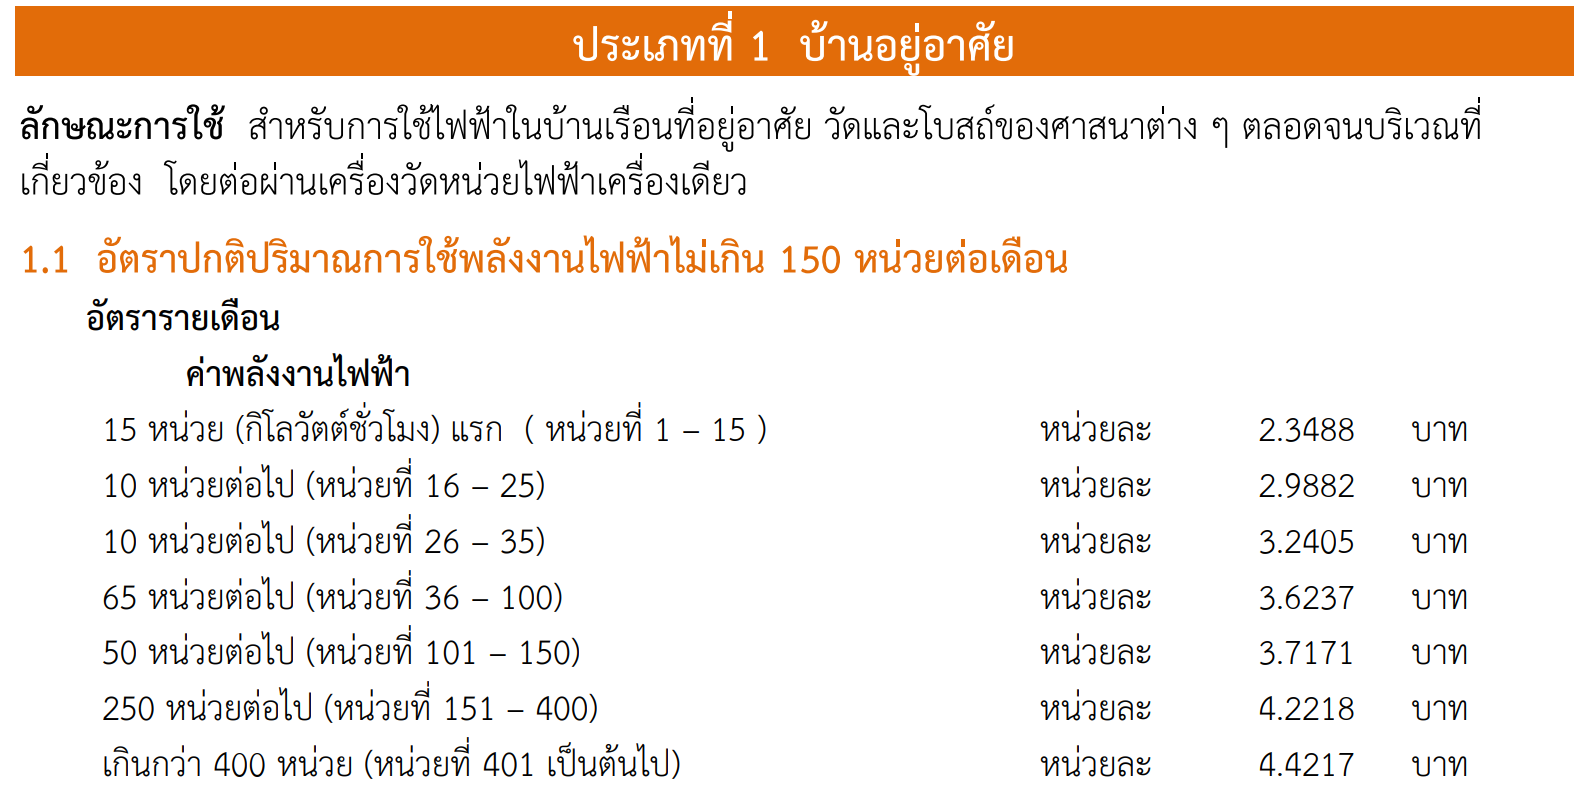 ประเภทที่ 1 บ้านอยู่อาศัย
ลักษณะการใช้ สำหรับการใช้ไฟฟ้าในบ้านเรือนที่อยู่อาศัย วัดและโบสถ์ของศาสนาต่าง ๆ ตลอดจนบริเวณที่
เกี่ยวข้อง โดยต่อผ่านเครื่องวัดหน่วยไฟฟ้าเครื่องเดียว
1.1 อัตราปกติปริมาณการใช้พลังงานไฟฟ้าไม่เกิน 150 หน่วยต่อเดือน
อัตรารายเดือน
ค่าพลังงานไฟฟ้า
15 หน่วย (กิโลวัตต์ชั่วโมง) แรก ( หน่วยที่ 1 – 15 ) หน่วยละ 2.3488 บาท
10 หน่วยต่อไป (หน่วยที่ 16 – 25) หน่วยละ 2.9882 บาท
10 หน่วยต่อไป (หน่วยที่ 26 – 35) หน่วยละ 3.2405 บาท
65 หน่วยต่อไป (หน่วยที่ 36 – 100) หน่วยละ 3.6237 บาท
50 หน่วยต่อไป (หน่วยที่ 101 – 150) หน่วยละ 3.7171 บาท
250 หน่วยต่อไป (หน่วยที่ 151 – 400) หน่วยละ 4.2218 บาท
เกินกว่า 400 หน่วย (หน่วยที่ 401 เป็นต้นไป) หน่วยละ 4.4217 บาท